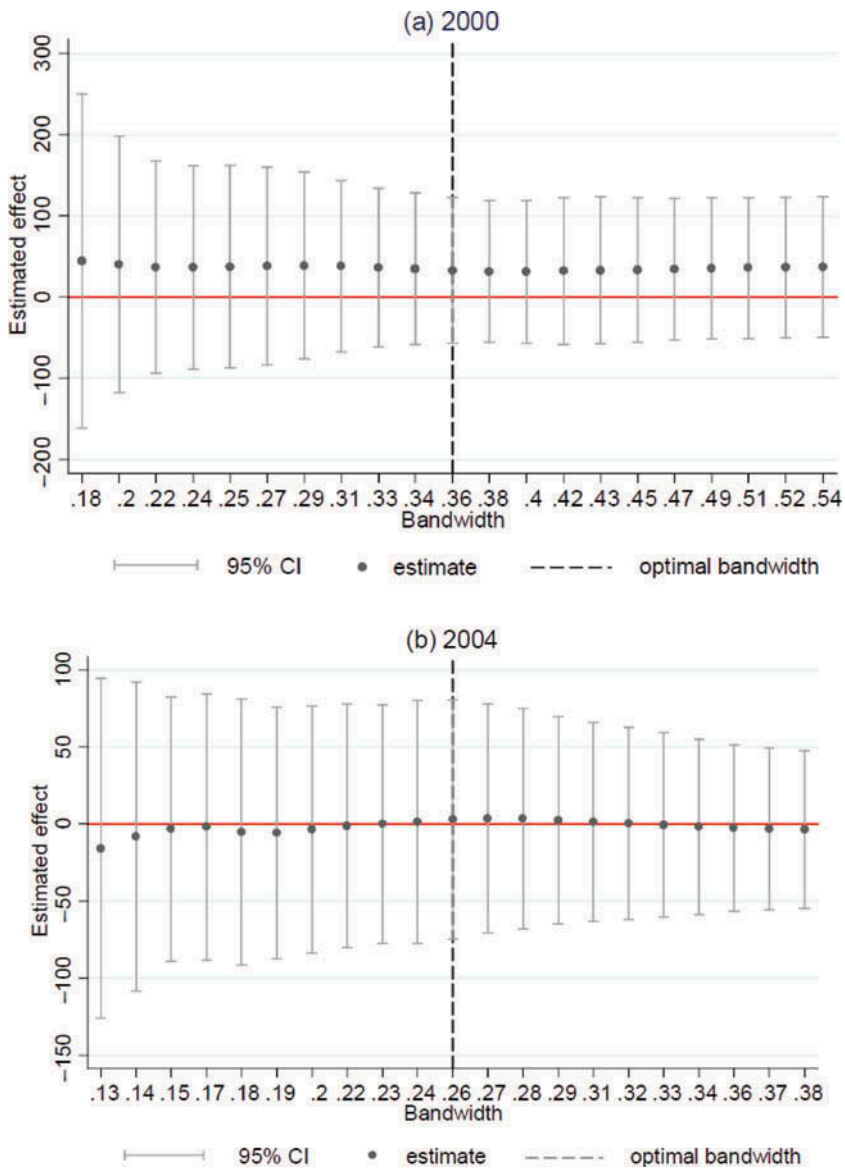 (a) 2000
300
200
100
0
−100
−200
Estimated effect
.18 .2 .22 .24 .25 .27 .29 .31 .33 .34 .36 .38 .4 .42 .43 .45 .47 .49 .51 .52 .54
Bandwidth
95% CI estimate optimal bandwidth
(b) 2004
100
50
0
−50
−100
−150
Estimated effect
.13 .14 .15 .17 .18 .19 .2 .22 .23 .24 .26 .27 .28 .29 .31 .32 .33 .34 .36 .37 .38
Bandwidth
95% CI estimate optimal bandwidth